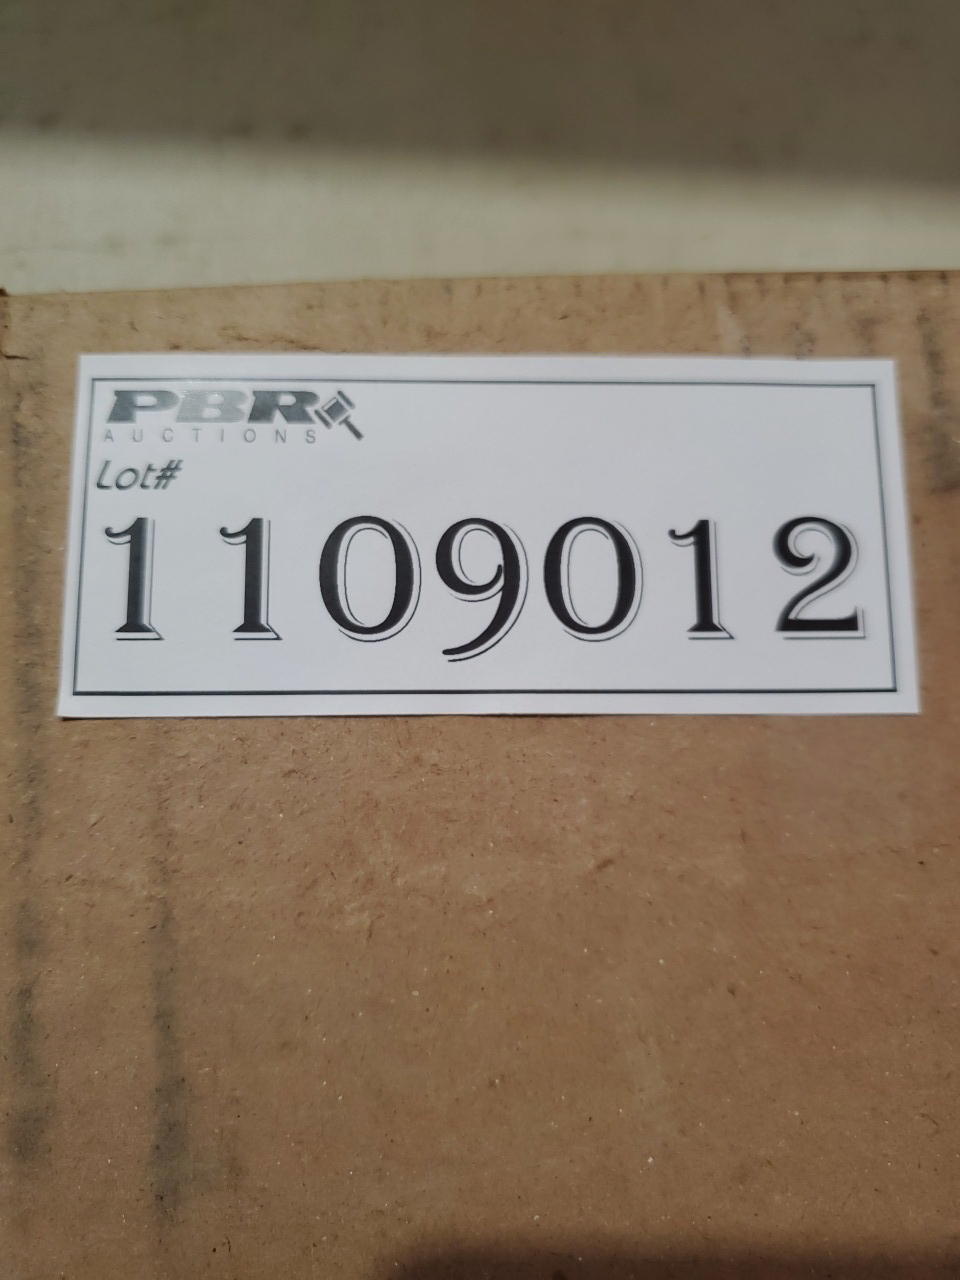 PBR
AUCTIONS
Lot#
1109012